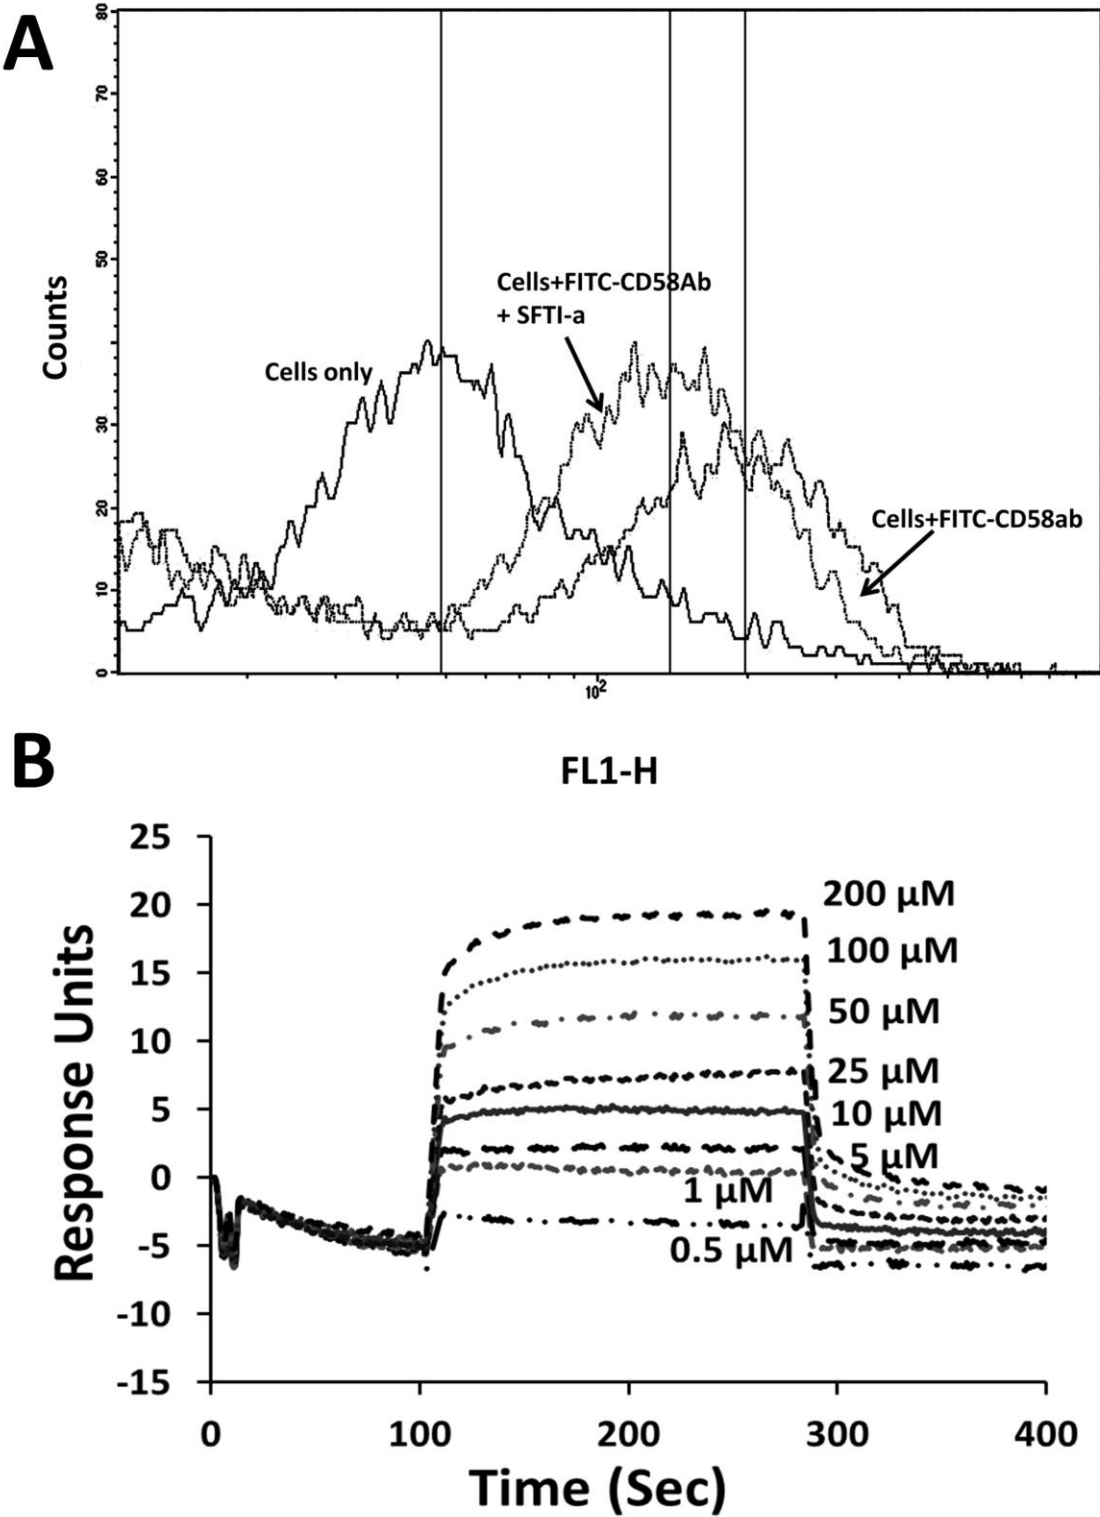 A
80
70
60
50
30
20
10
0
Counts
Cells+FITC-CD58Ab
+ SFTI-a
Cells only
Cells+FITC-CD58ab
10²
FL1-H
B
25
20
15
10
5
0
-5
-10
-15
Response Units
200 µM
100 µM
50 µM
25 µM
10 µM
5 µM
1 µM
0.5 µM
0
100
200
300
400
Time (Sec)